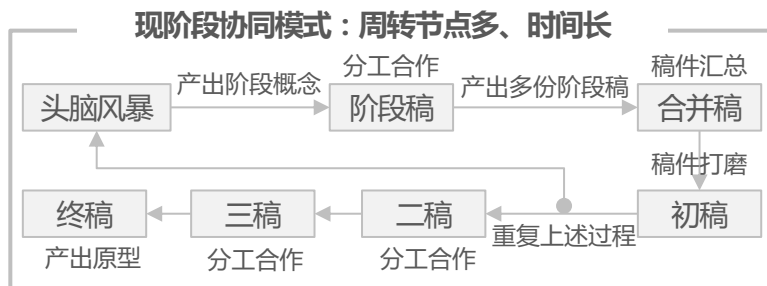 现阶段协同模式：周转节点多、时间长
分工合作
稿件汇总
头脑风暴
产出阶段概念
阶段稿
产出多份阶段稿
合并稿
稿件打磨
终稿
三稿
二稿
初稿
重复上述过程
产出原型
分工合作
分工合作